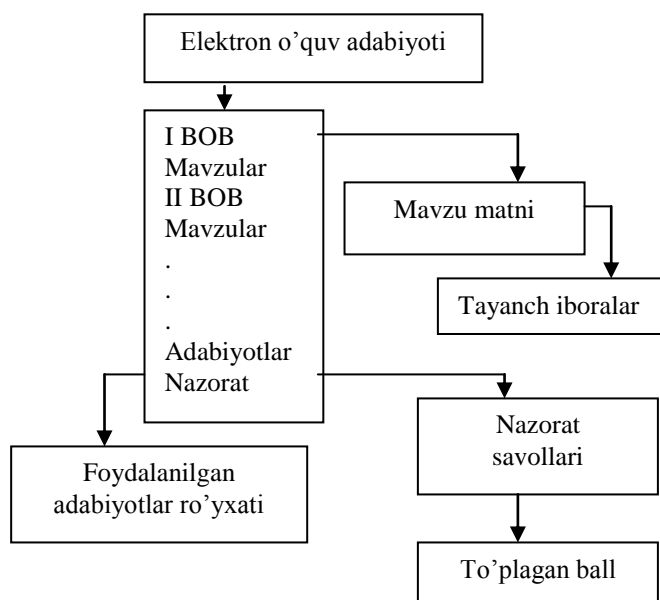 Elektron o’quv adabiyoti
I BOB
Mavzular
II BOB
Mavzular
.
.
.
Adabiyotlar
Nazorat
Mavzu matni
Tayanch iboralar
Nazorat
savollari
Foydalanilgan
adabiyotlar ro’yxati
To’plagan ball